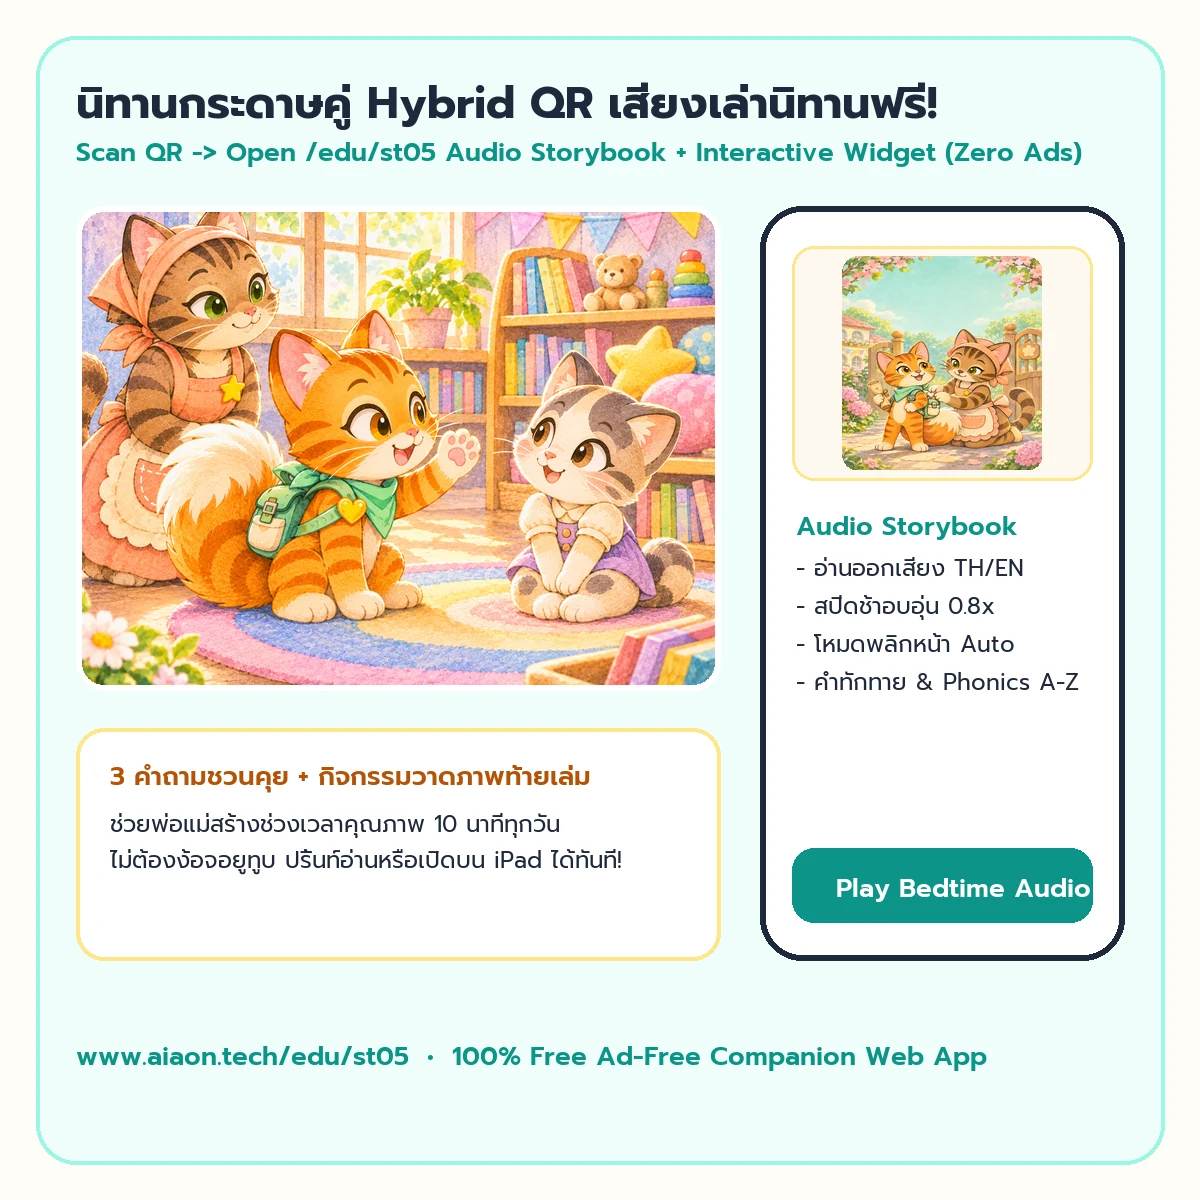 นิทานกระดาษคู่ Hybrid QR เสียงเล่านิทานฟรี!
Scan QR -> Open /edu/st05 Audio Storybook + Interactive Widget (Zero Ads)
Audio Storybook
- อ่านออกเสียง TH/EN
- สปีดช้าอบอุ่น 0.8x
- โหมดพลิกหน้า Auto
- คำทักทาย & Phonics A-Z
Play Bedtime Audio
3 คำถามชวนคุย + กิจกรรมวาดภาพท้ายเล่ม
ช่วยพ่อแม่สร้างช่วงเวลาคุณภาพ 10 นาทีทุกวัน
ไม่ต้องง้อจอยูทูบ ปริ้นท์อ่านหรือเปิดบน iPad ได้ทันที!
www.aiaon.tech/edu/st05 · 100% Free Ad-Free Companion Web App